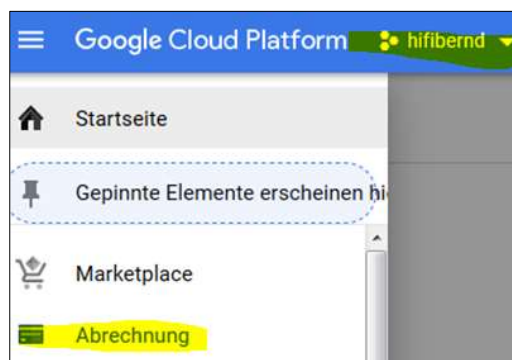 Google Cloud Platform hifibernd
Startseite
Gepinnte Elemente erscheinen hi
Marketplace
Abrechnung